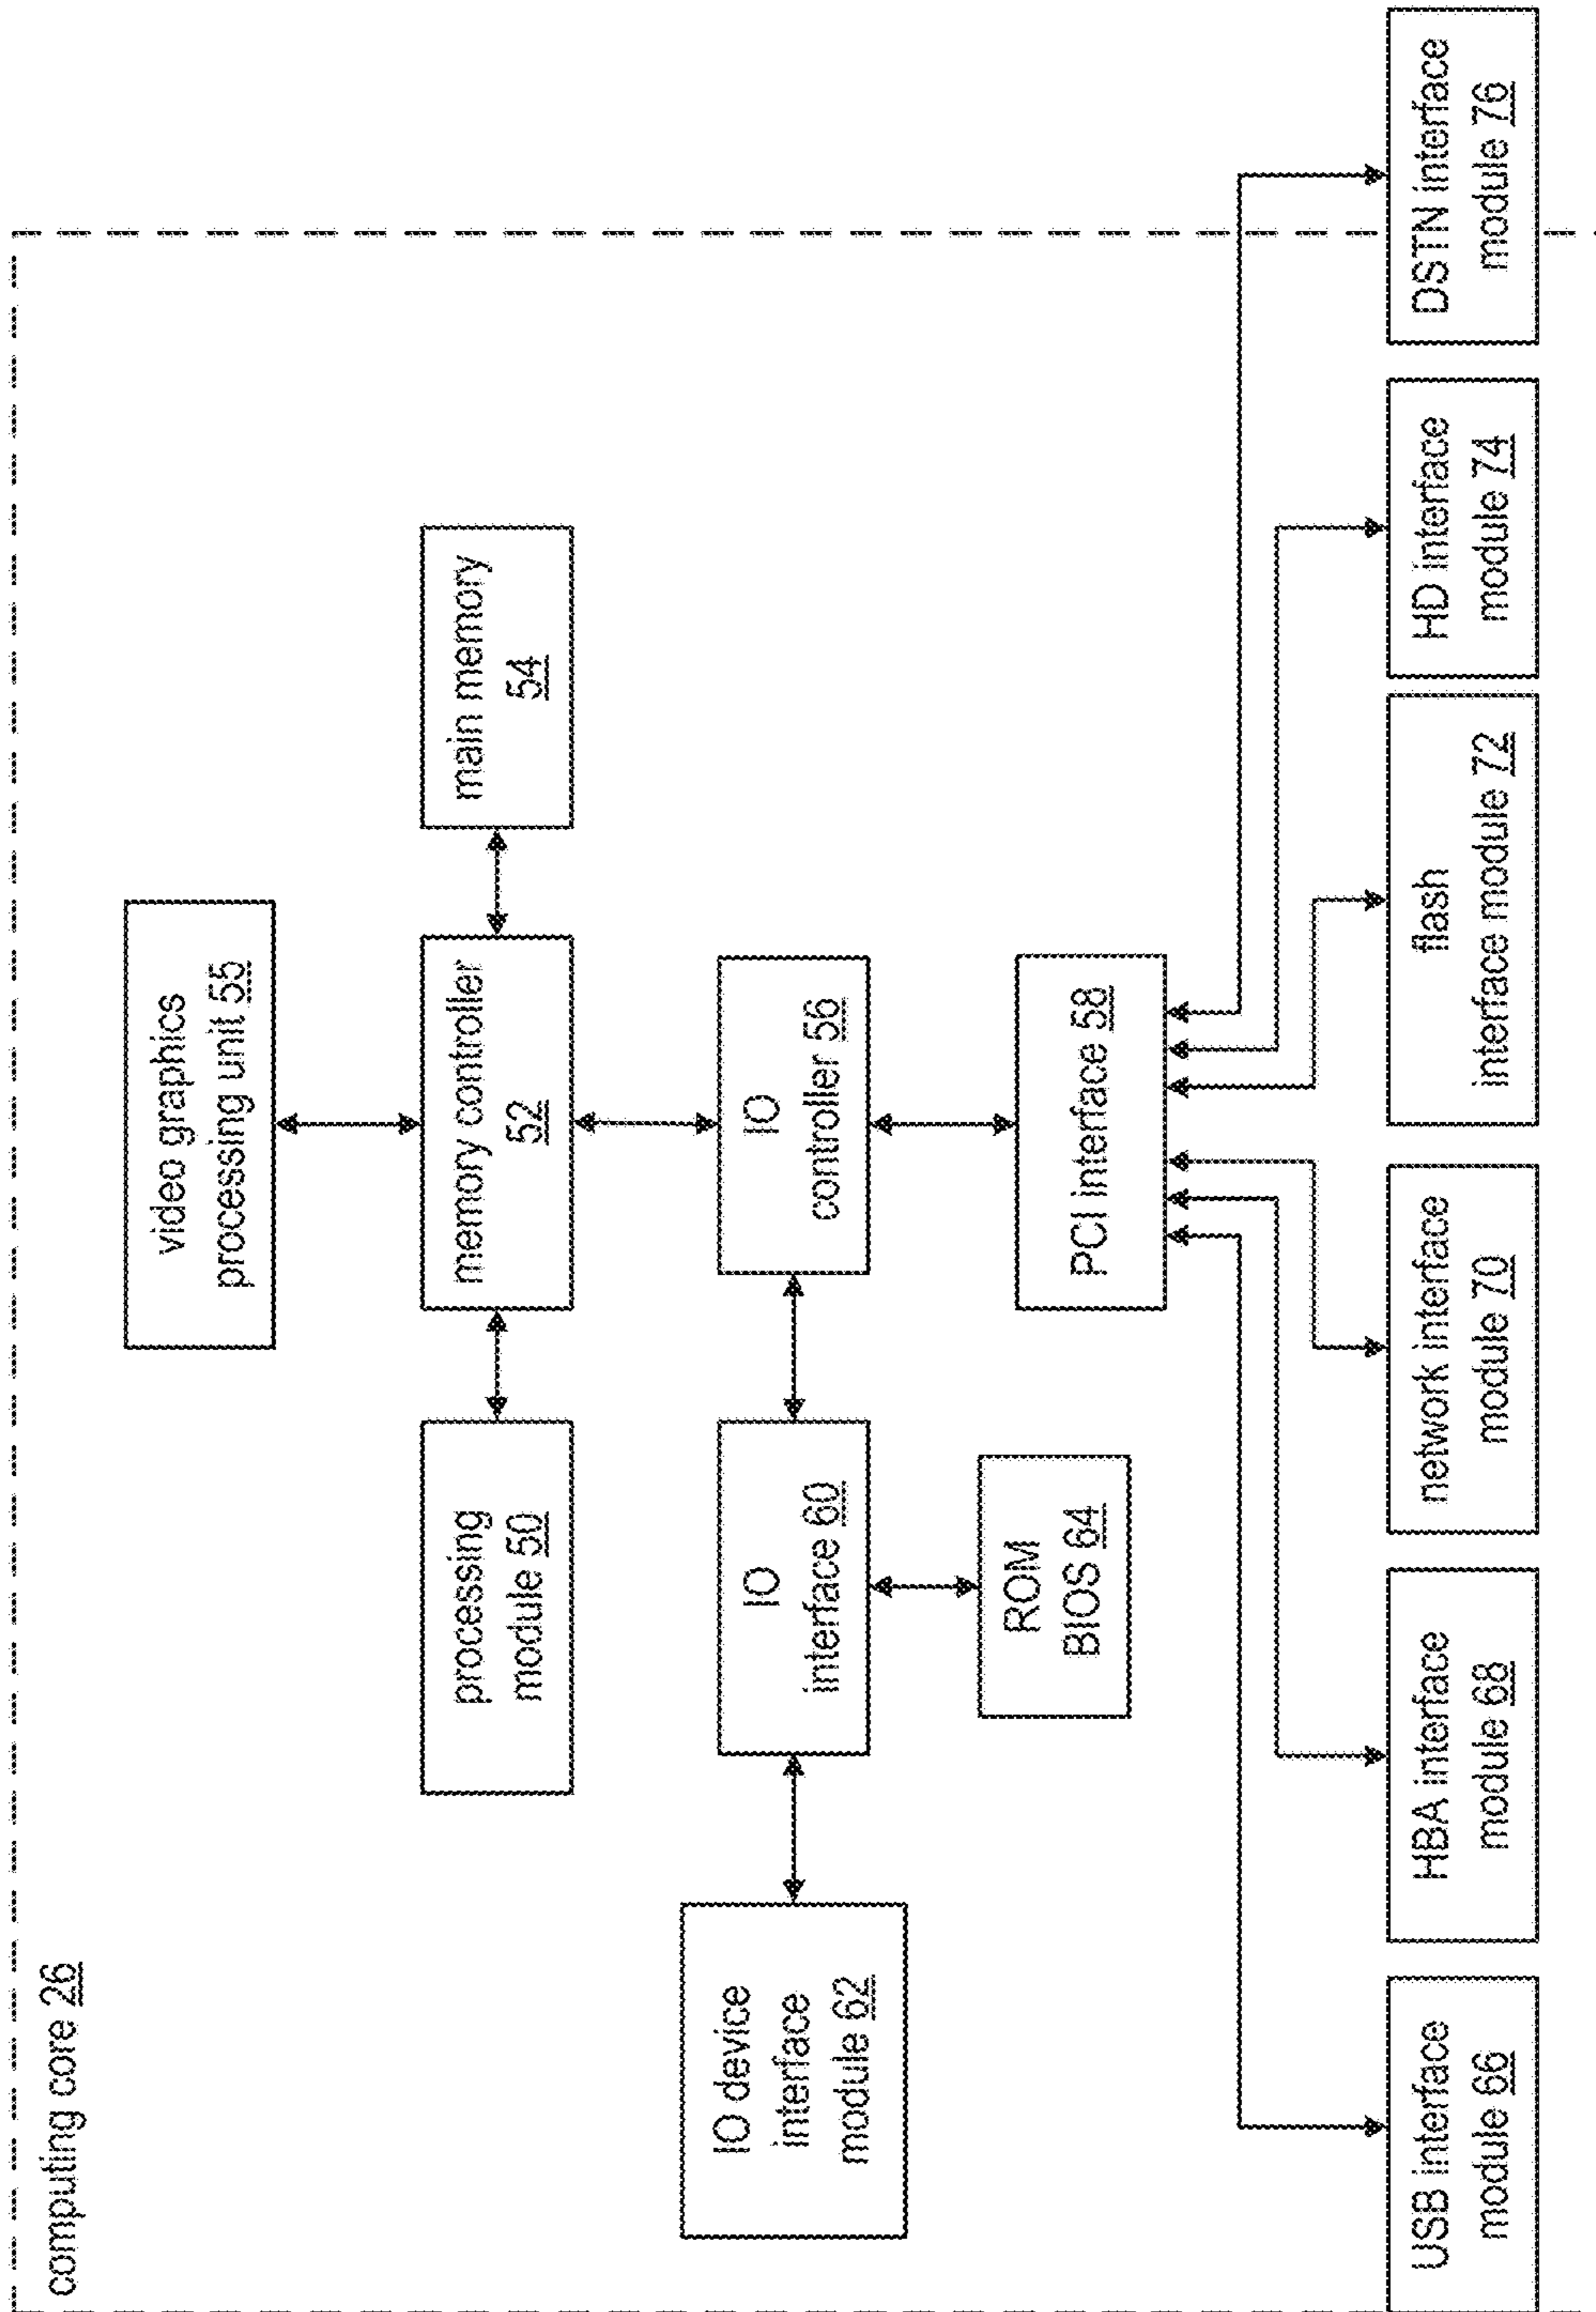 computing core 26
video graphics
processing unit 55
processing
module 50
memory controller
52
main memory
54
IO device
interface
module 62
IO
interface 60
IO
controller 56
ROM
BIOS 64
PCI interface 58
USB interface
module 66
HBA interface
module 68
network interface
module 70
flash
interface module 72
HD interface
module 74
DSTN interface
module 76